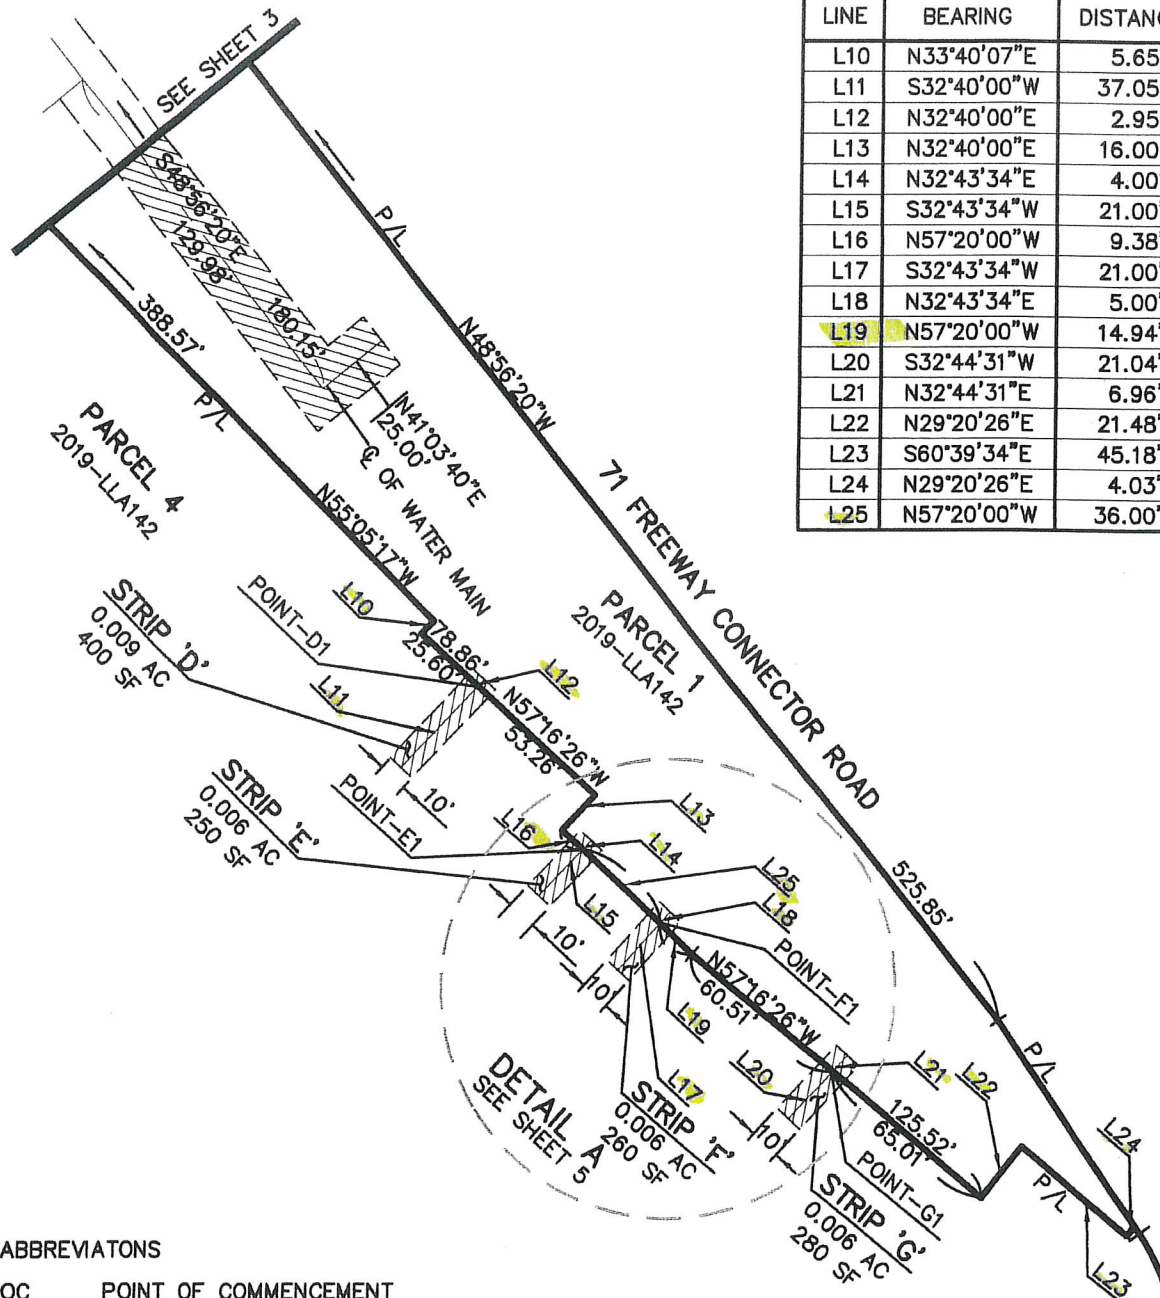 LINE BEARING DISTANC
L10 N33°40'07"E 5.65
L11 S32°40'00"W 37.05
L12 N32°40'00"E 2.95
L13 N32°40'00"E 16.00
L14 N32°43'34"E 4.00'
L15 S32°43'34"W 21.00'
L16 N57°20'00"W 9.38'
L17 S32°43'34"W 21.00'
L18 N32°43'34"E 5.00'
L19 N57°20'00"W 14.94'
L20 S32°44'31"W 21.04'
L21 N32°44'31"E 6.96'
L22 N29°20'26"E 21.48'
L23 S60°39'34"E 45.18'
L24 N29°20'26"E 4.03'
L25 N57°20'00"W 36.00'
SEE SHEET 3
S48°56'20"E
129.98'
180.15'
388.57'
P/L
P/L
N48°56'20"W
N41°03'40"E
25.00'
℄ OF WATER MAIN
PARCEL 4
2019-LLA142
N55°05'17"W
71 FREEWAY CONNECTOR ROAD
PARCEL 1
2019-LLA142
STRIP 'D'
0.009 AC
400 SF
POINT-D1
L10
L11
78.86'
25.60'
L12
N57°16'26"W
53.26'
10'
STRIP 'E'
0.006 AC
250 SF
POINT-E1
L16
L13
L14
L25
L18
L15
10'
10'
POINT-F1
525.85'
N57°16'26"W
60.51'
L19
L17
L20
L21
L22
DETAIL A
SEE SHEET 5
STRIP 'F'
0.006 AC
260 SF
10'
125.52'
65.01'
POINT-G1
STRIP 'G'
0.006 AC
280 SF
P/L
P/L
L24
L23
ABBREVIATONS
OC POINT OF COMMENCEMENT